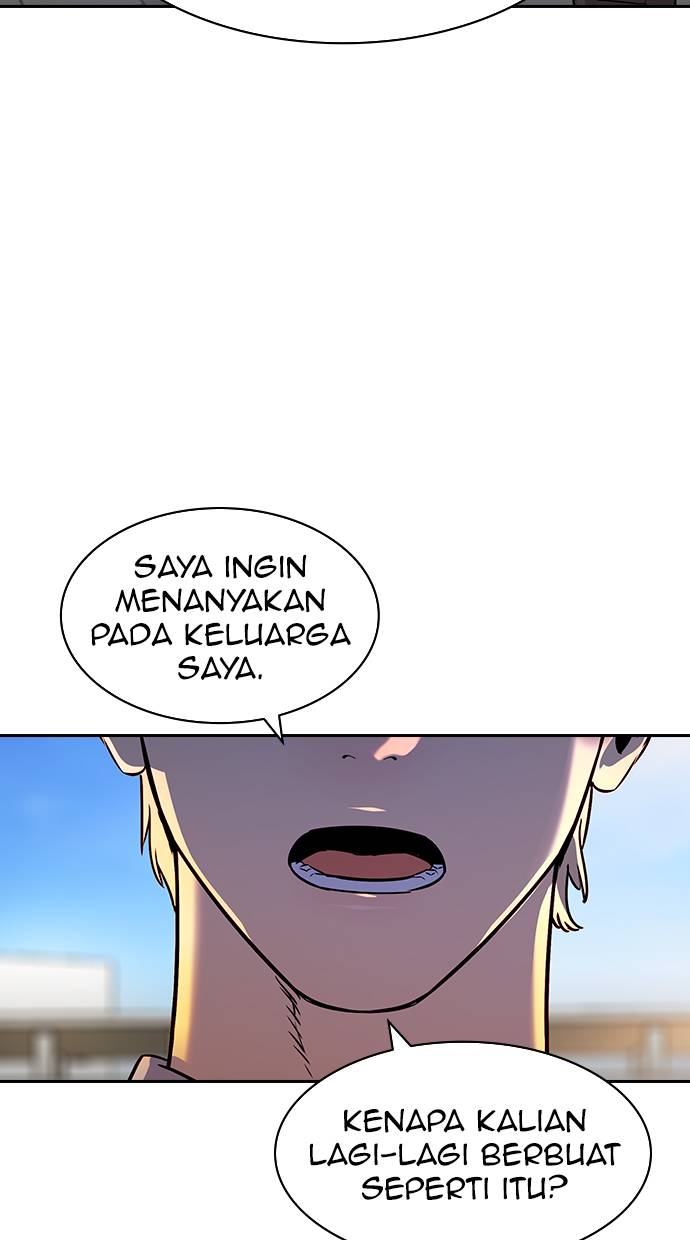 SAYA INGIN
MENANYAKAN
PADA KELUARGA
SAYA.
KENAPA KALIAN
LAGI-LAGI BERBUAT
SEPERTI ITU?